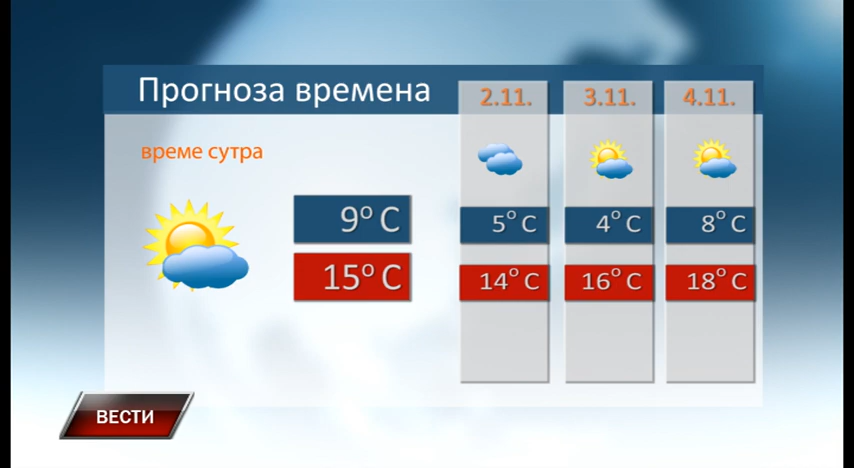 Прогноза времена
2.11. 3.11. 4.11.
време сутра
9° C 5° C 4° C 8° C
15° C 14° C 16° C 18° C
ВЕСТИ